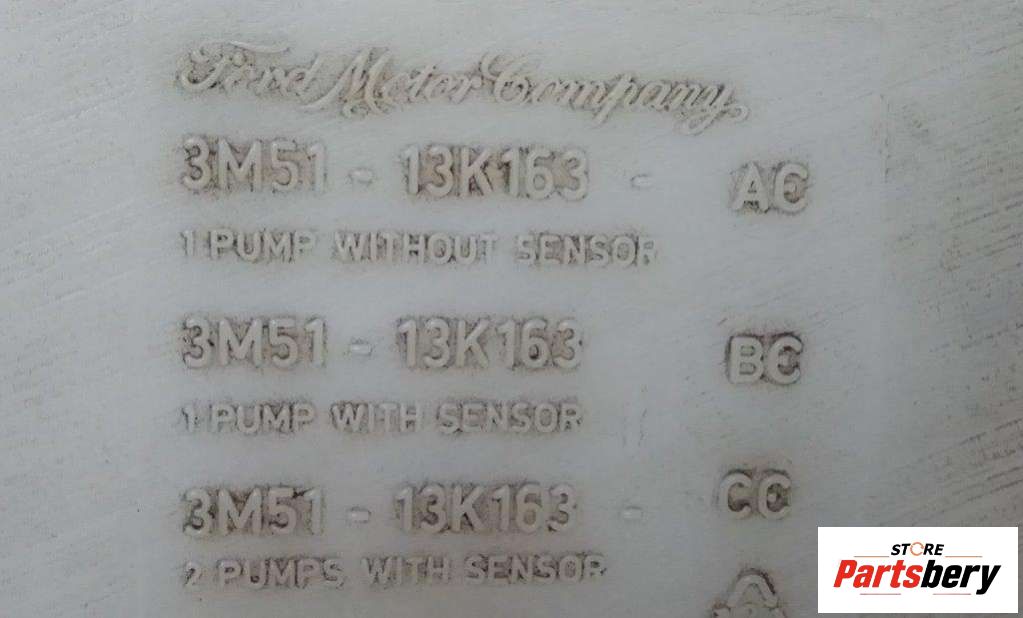 Ford Motor Company
3M51 - 13K163 - AC
1 PUMP WITHOUT SENSOR
3M51 - 13K163 BC
1 PUMP WITH SENSOR
3M51 - 13K163 - CC
2 PUMPS WITH SENSOR
STORE
Partsbery